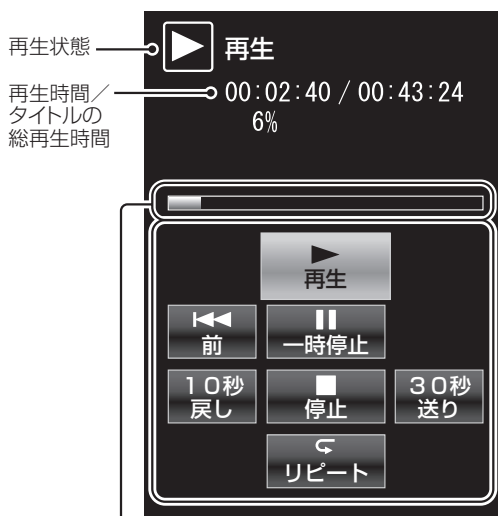 再生状態
再生
再生時間／
タイトルの
総再生時間
00:02:40 / 00:43:24
6%
再生
前
一時停止
１０秒
戻し
停止
３０秒
送り
リピート